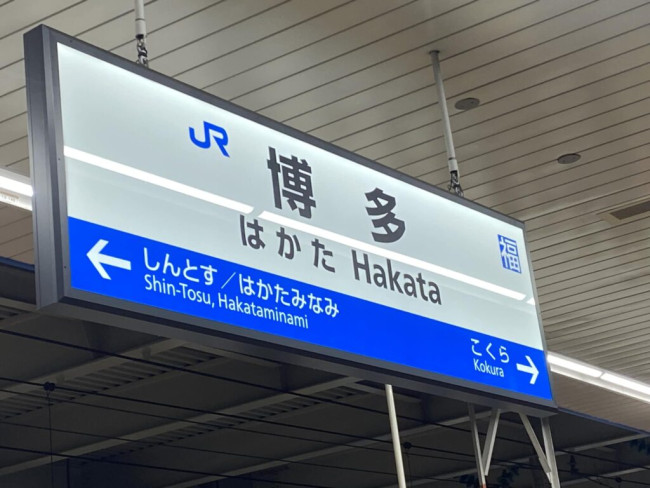 JR
博多
福
はかた Hakata
← しんとす／はかたみなみ
Shin-Tosu, Hakataminami
こくら →
Kokura